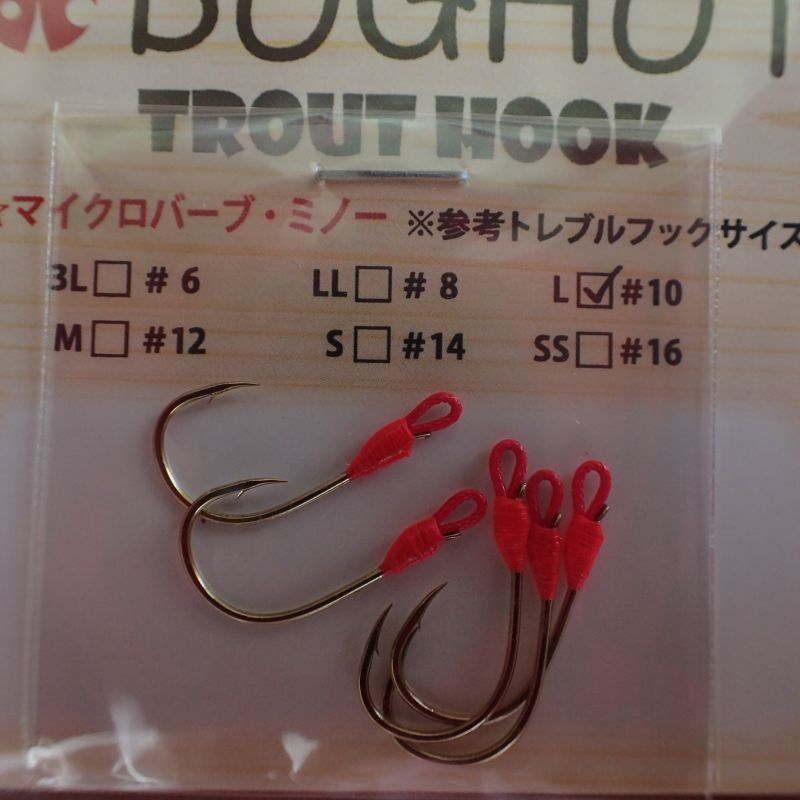 TROUT HOOK
マイクロバーブ・ミノー ※参考トレブルフックサイズ
3L #6 LL #8 L ✓ #10
M #12 S #14 SS #16